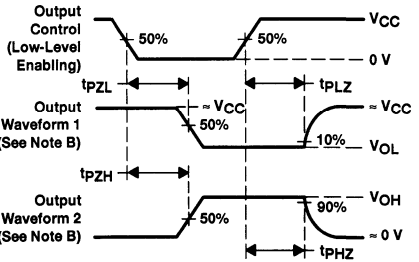 Output
Control
(Low-Level
Enabling)
50%
50%
VCC
0 V
tPZL
tPLZ
Output
Waveform 1
(See Note B)
≈ VCC
50%
≈ VCC
10%
VOL
tPZH
Output
Waveform 2
(See Note B)
50%
VOH
90%
≈ 0 V
tPHZ